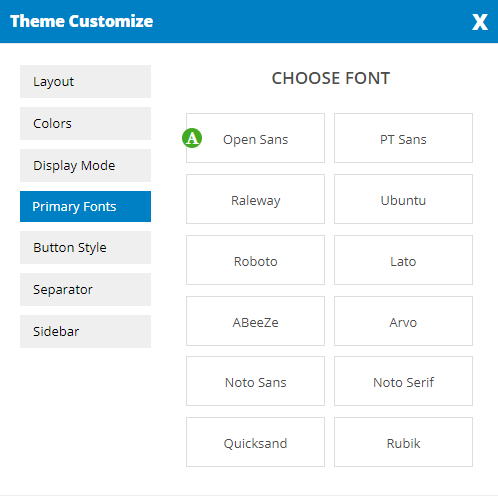 Theme Customize X
Layout
Colors
Display Mode
Primary Fonts
Button Style
Separator
Sidebar
CHOOSE FONT
A Open Sans PT Sans
Raleway Ubuntu
Roboto Lato
ABeeZe Arvo
Noto Sans Noto Serif
Quicksand Rubik